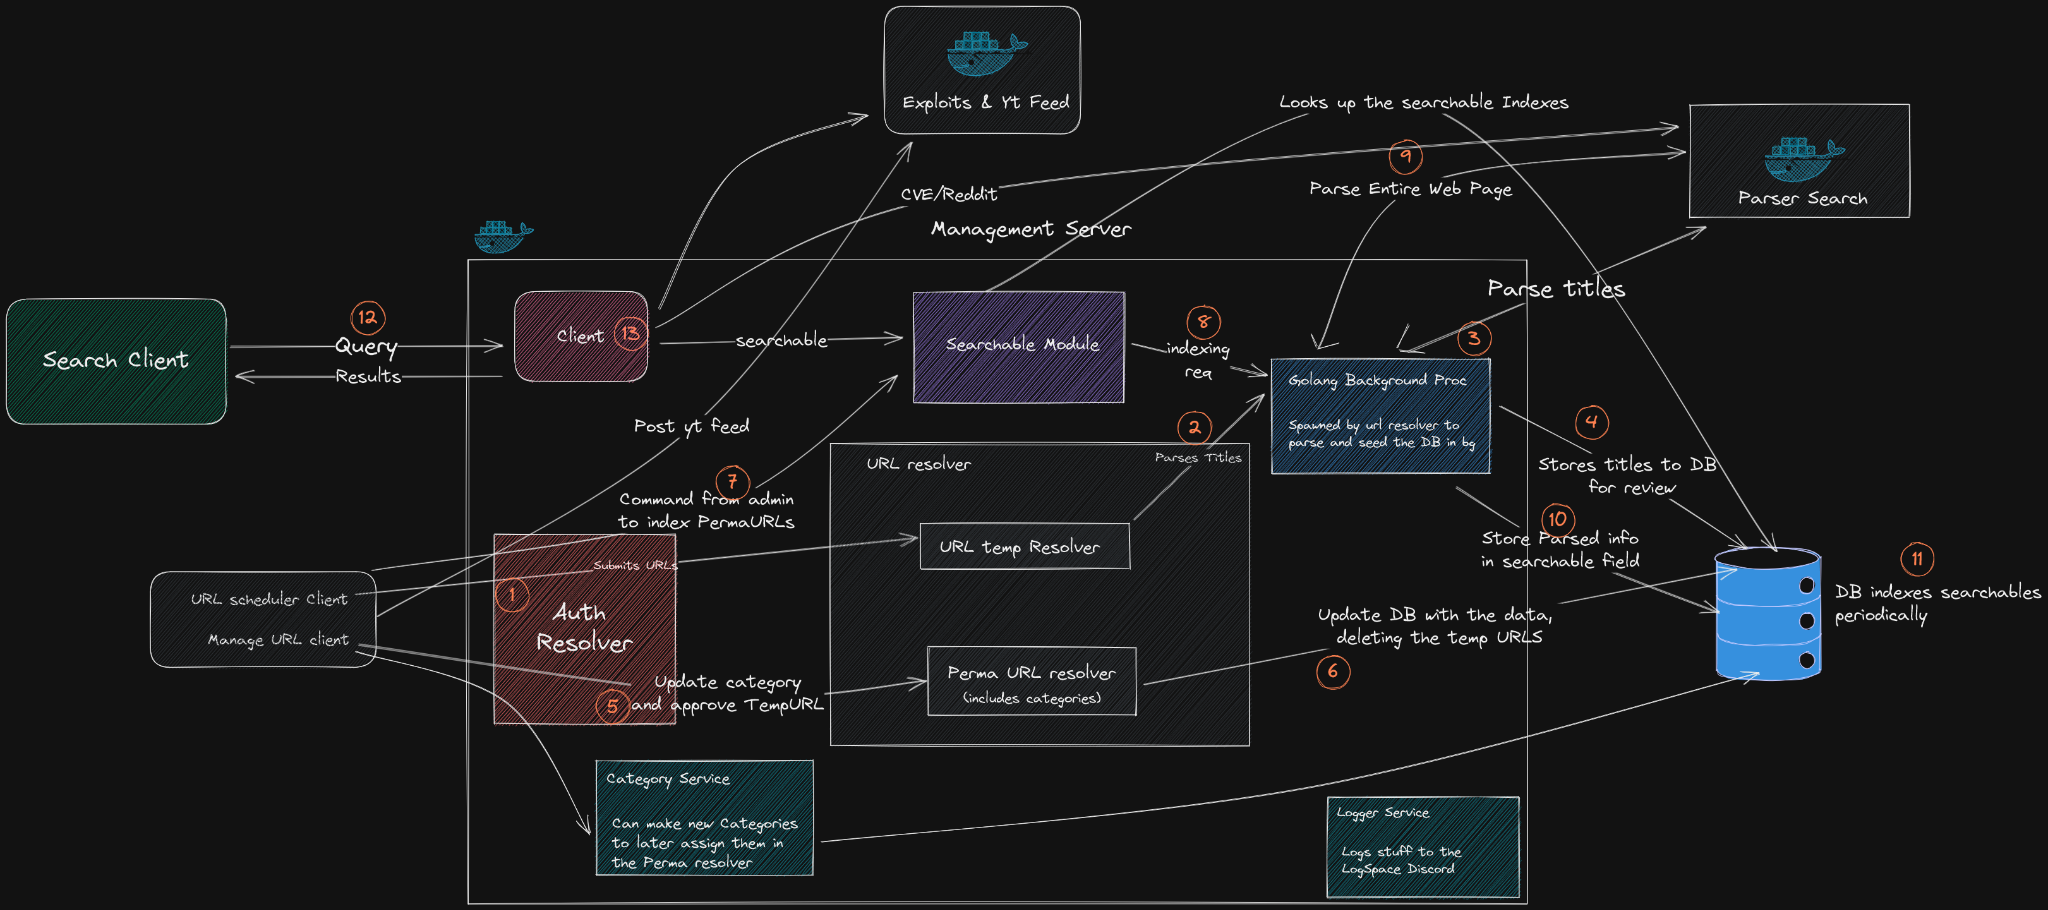 Exploits & Yt Feed
Looks up the searchable Indexes
9
Parse Entire Web Page
Parser Search
CVE/Reddit
Management Server
Parse titles
Search Client
12
Query
Results
Client
13
searchable
Searchable Module
8
indexing
req
3
Golang Background Proc
Spawned by url resolver to
parse and seed the DB in bg
4
Stores titles to DB
for review
Post yt feed
2
Parses Titles
URL resolver
7
Command from admin
to index PermaURLs
10
Store Parsed info
in searchable field
URL temp Resolver
Submits URLs
1
Auth
Resolver
URL scheduler Client
Manage URL client
11
DB indexes searchables
periodically
Update DB with the data,
deleting the temp URLS
6
Perma URL resolver
(includes categories)
Update category
5
and approve TempURL
Category Service
Can make new Categories
to later assign them in
the Perma resolver
Logger Service
Logs stuff to the
LogSpace Discord